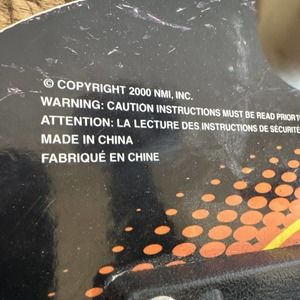 © COPYRIGHT 2000 NMI, INC.
WARNING: CAUTION INSTRUCTIONS MUST BE READ PRIOR
ATTENTION: LA LECTURE DES INSTRUCTIONS DE SÉCURITÉ
MADE IN CHINA
FABRIQUÉ EN CHINE